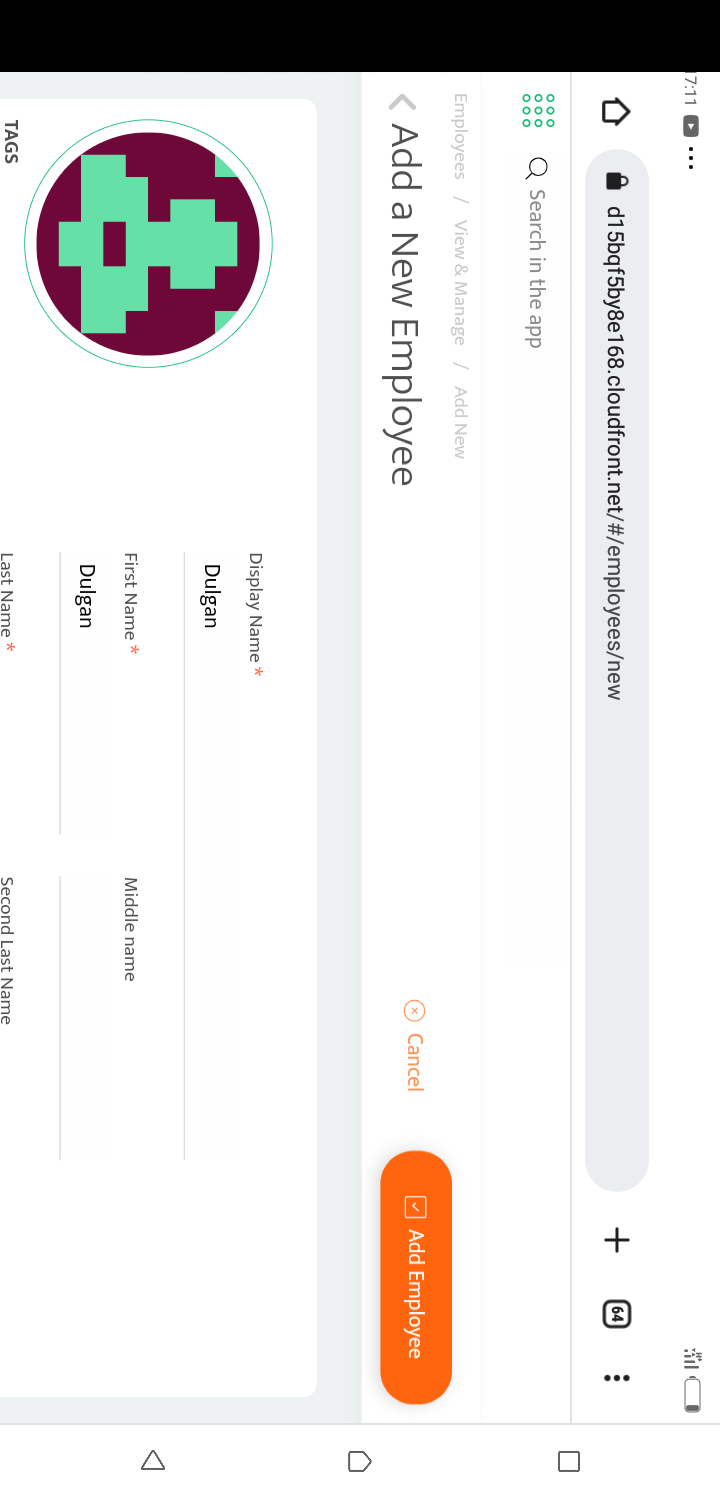 17:11
d15bqf5by8e168.cloudfront.net/#/employees/new
64
Search in the app
Employees / View & Manage / Add New
Add a New Employee
Cancel
Add Employee
Display Name *
Dulgan
First Name *
Middle name
Dulgan
TAGS
Last Name *
Second Last Name